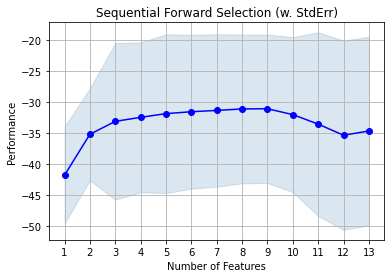 Sequential Forward Selection (w. StdErr)
Performance
−20
−25
−30
−35
−40
−45
−50
1 2 3 4 5 6 7 8 9 10 11 12 13
Number of Features